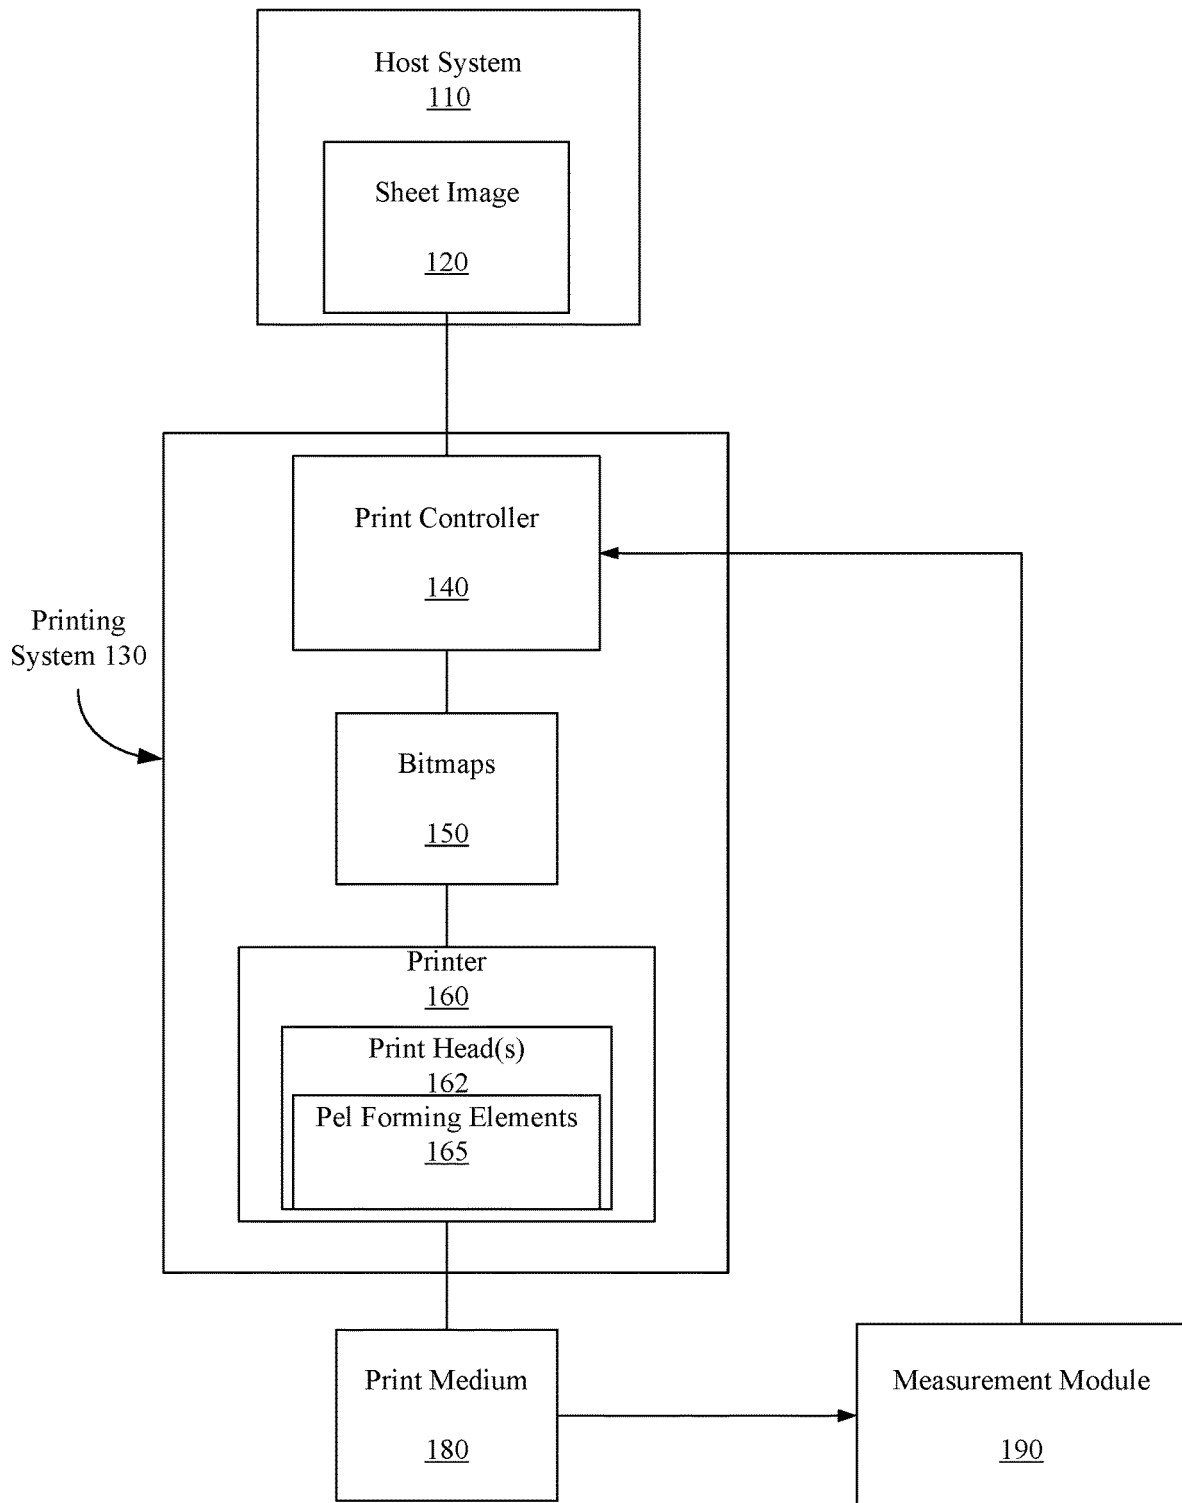 Host System
110
Sheet Image
120
Print Controller
140
Printing
System 130
Bitmaps
150
Printer
160
Print Head(s)
162
Pel Forming Elements
165
Print Medium
180
Measurement Module
190